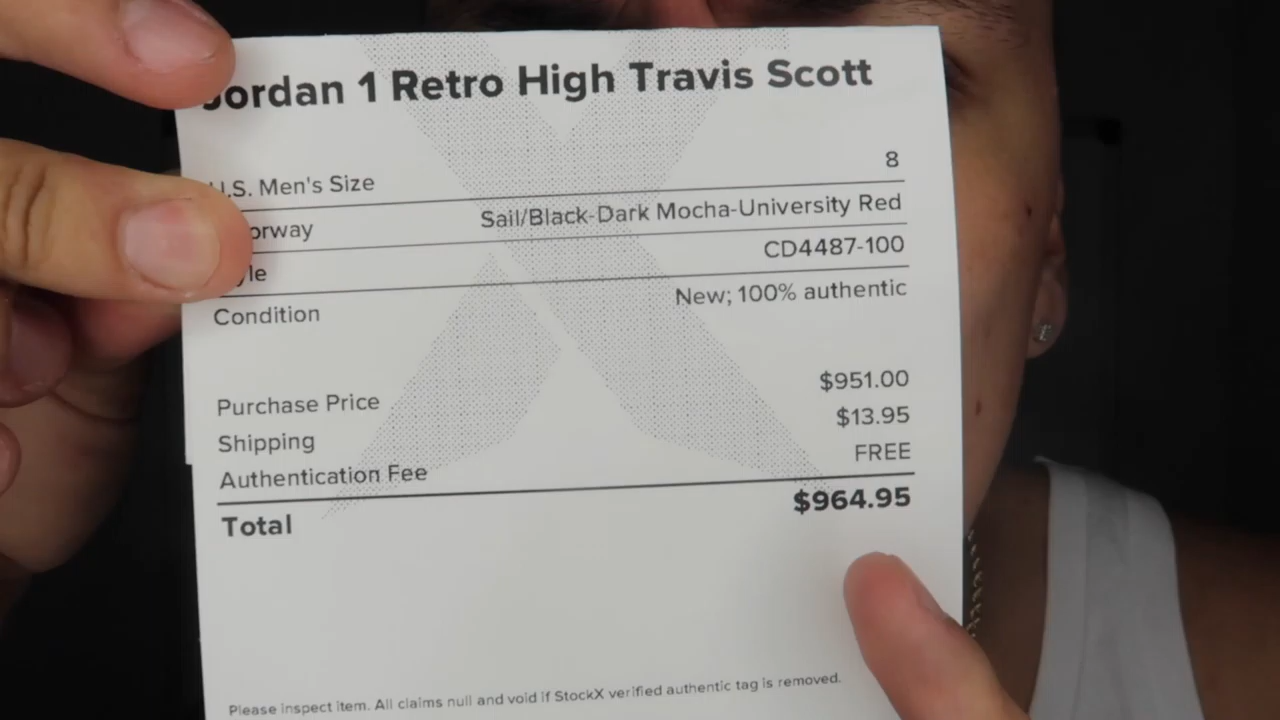 Jordan 1 Retro High Travis Scott
U.S. Men's Size 8
orway Sail/Black-Dark Mocha-University Red
le CD4487-100
Condition New; 100% authentic
Purchase Price $951.00
Shipping $13.95
Authentication Fee FREE
Total $964.95
Please inspect item. All claims null and void if StockX verified authentic tag is removed.